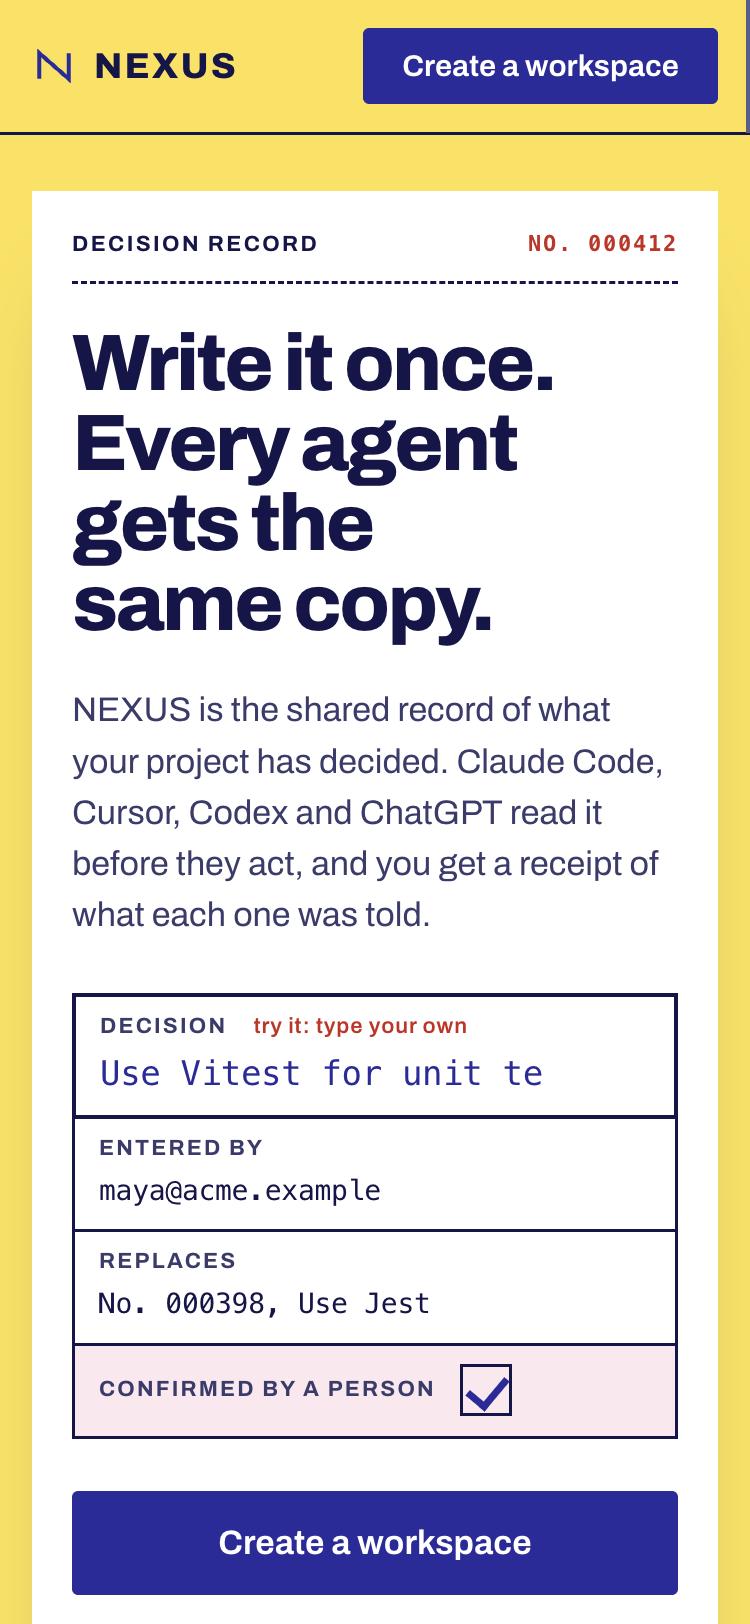 NEXUS
Create a workspace
DECISION RECORD
NO. 000412
Write it once.
Every agent
gets the
same copy.
NEXUS is the shared record of what
your project has decided. Claude Code,
Cursor, Codex and ChatGPT read it
before they act, and you get a receipt of
what each one was told.
DECISION try it: type your own
Use Vitest for unit te
ENTERED BY
maya@acme.example
REPLACES
No. 000398, Use Jest
CONFIRMED BY A PERSON
Create a workspace